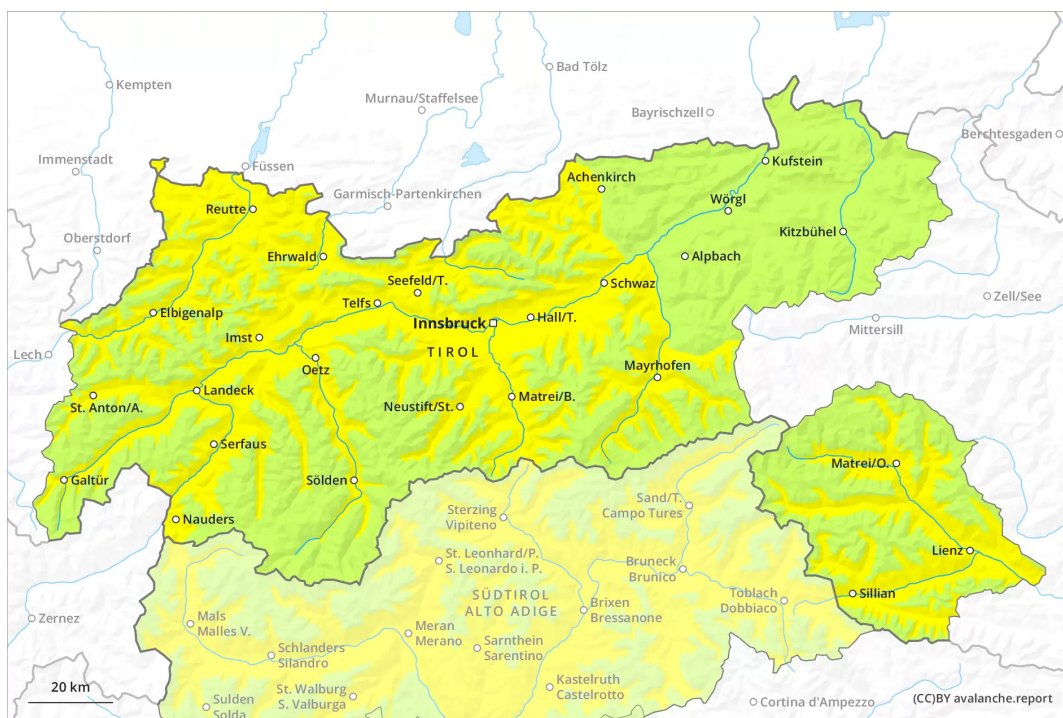 Kempten
Bad Tölz
Murnau/Staffelsee
Bayrischzell
Berchtesgaden
Immenstadt
Füssen
Kufstein
Achenkirch
Garmisch-Partenkirchen
Reutte
Wörgl
Oberstdorf
Kitzbühel
Ehrwald
Alpbach
Seefeld/T.
Schwaz
Zell/See
Telfs
Elbigenalp
Innsbruck
Hall/T.
Mittersill
Imst
Lech
TIROL
Oetz
Mayrhofen
Landeck
St. Anton/A.
Neustift/St.
Matrei/B.
Serfaus
Matrei/O.
Galtür
Sölden
Sand/T.
Campo Tures
Sterzing
Vipiteno
Nauders
Lienz
St. Leonhard/P.
S. Leonardo i. P.
Bruneck
Brunico
Sillian
SÜDTIROL
ALTO ADIGE
Toblach
Dobbiaco
Brixen
Bressanone
Zernez
Mals
Malles V.
Meran
Merano
Sarnthein
Sarentino
Schlanders
Silandro
Kastelruth
Castelrotto
20 km
St. Walburg
S. Valburga
Sulden
Solda
Cortina d'Ampezzo
(CC)BY avalanche.report